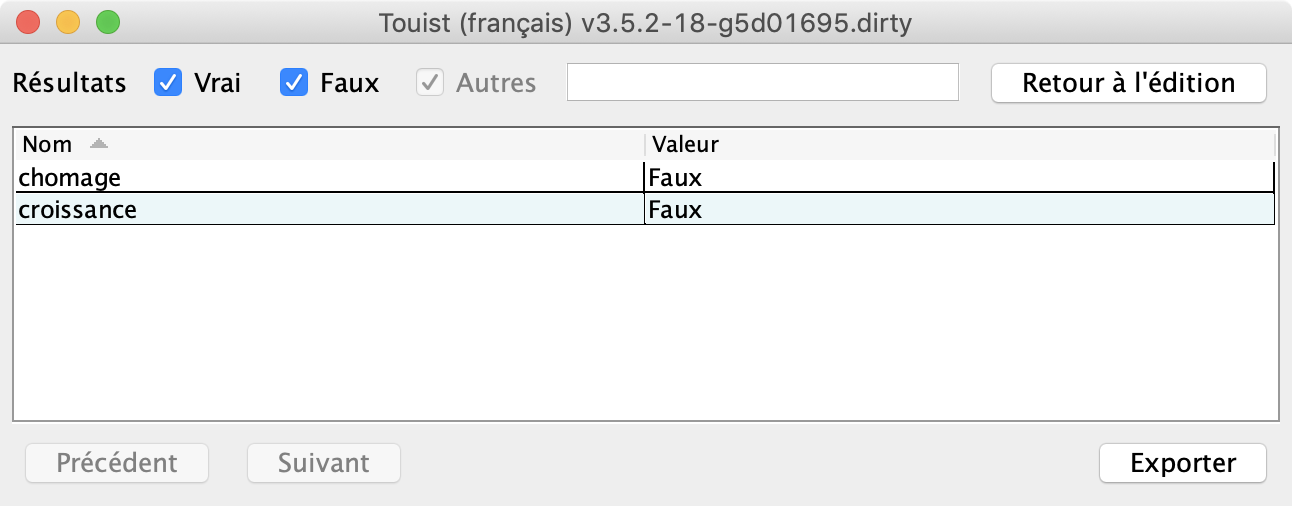 Touist (français) v3.5.2-18-g5d01695.dirty
Résultats Vrai Faux Autres Retour à l'édition
Nom Valeur
chomage Faux
croissance Faux
Précédent Suivant Exporter